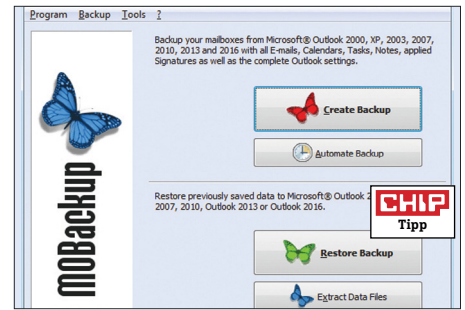 Program Backup Tools ?
Backup your mailboxes from Microsoft® Outlook 2000, XP, 2003, 2007,
2010, 2013 and 2016 with all E-mails, Calendars, Tasks, Notes, applied
Signatures as well as the complete Outlook settings.
Create Backup
Automate Backup
MOBackup
Restore previously saved data to Microsoft® Outlook
2007, 2010, Outlook 2013 or Outlook 2016.
CHIP
Tipp
Restore Backup
Extract Data Files